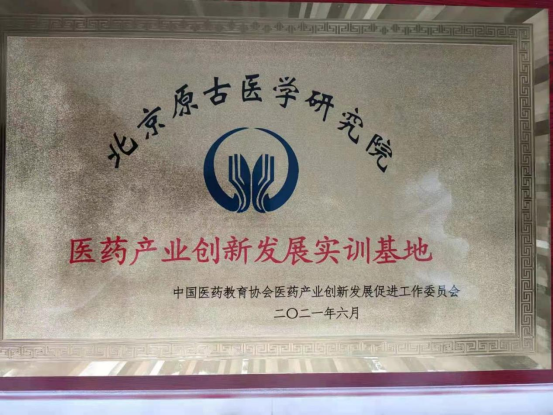 北京原古医学研究院
医药产业创新发展实训基地
中国医药教育协会医药产业创新发展促进工作委员会
二〇二一年六月